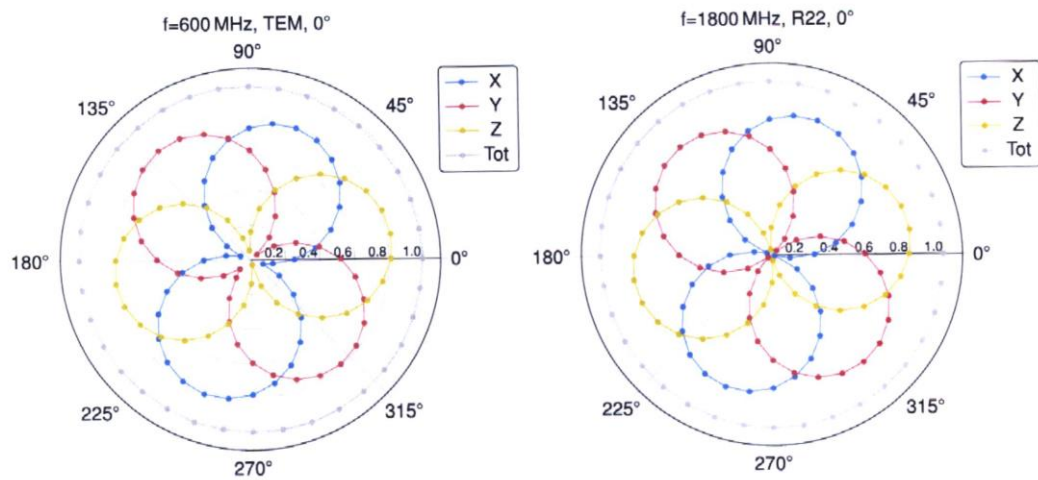 f=600 MHz, TEM, 0°
90°
135°
45°
X
Y
Z
Tot
180°
0.2 0.4 0.6 0.8 1.0
0°
225°
315°
270°
f=1800 MHz, R22, 0°
90°
135°
45°
X
Y
Z
Tot
180°
0.2 0.4 0.6 0.8 1.0
0°
225°
315°
270°